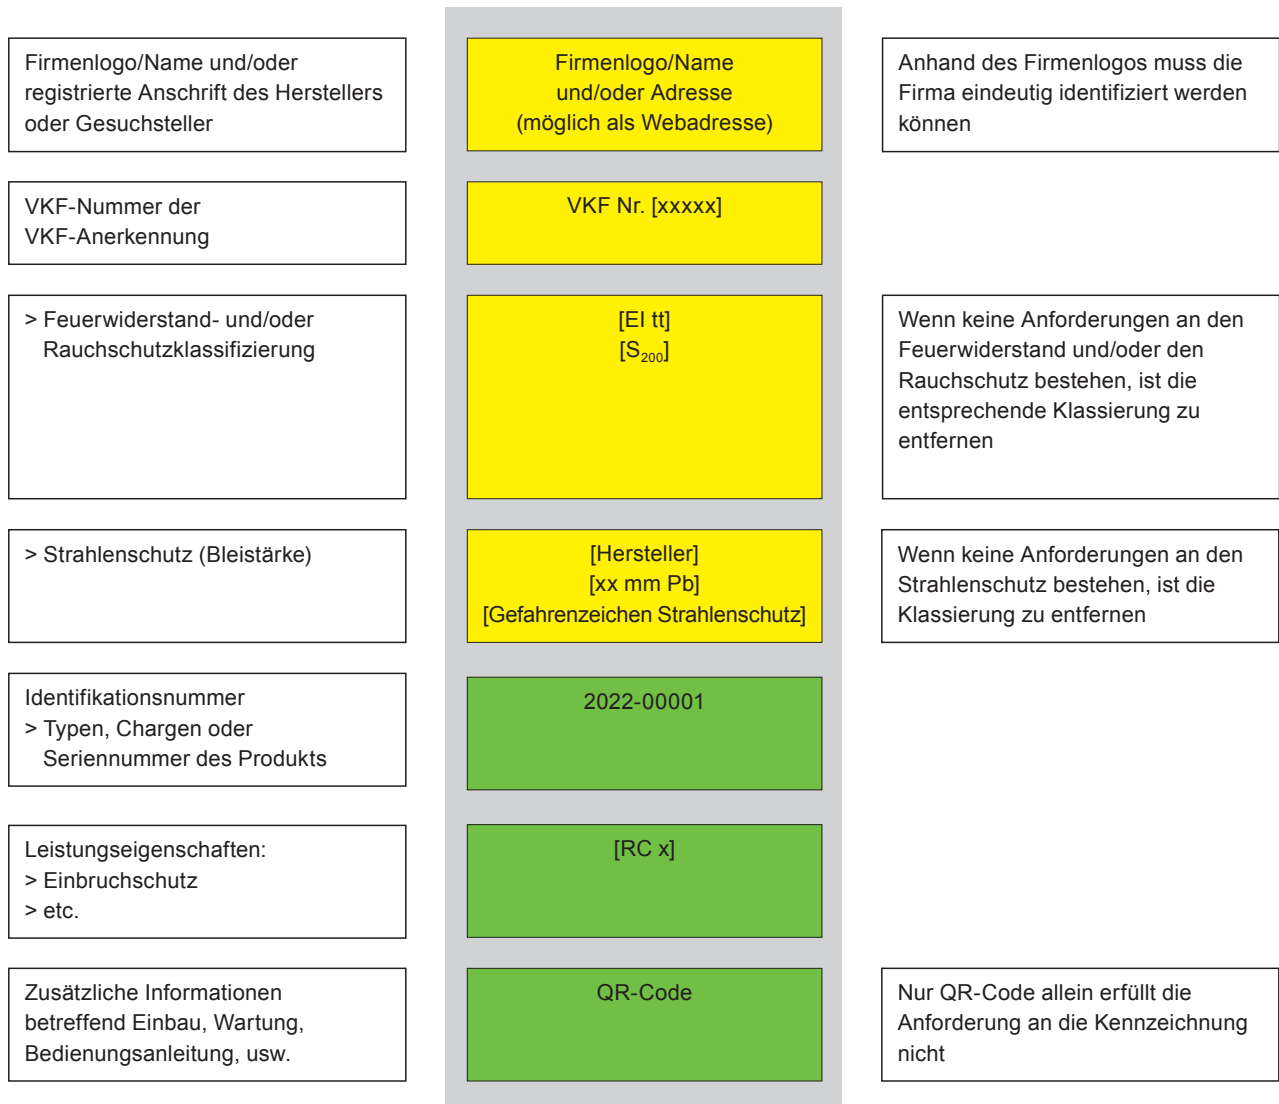 Firmenlogo/Name und/oder
registrierte Anschrift des Herstellers
oder Gesuchsteller
Firmenlogo/Name
und/oder Adresse
(möglich als Webadresse)
Anhand des Firmenlogos muss die
Firma eindeutig identifiziert werden
können
VKF-Nummer der
VKF-Anerkennung
VKF Nr. [xxxxx]
> Feuerwiderstand- und/oder
Rauchschutzklassifizierung
[EI tt]
[S₂₀₀]
Wenn keine Anforderungen an den
Feuerwiderstand und/oder den
Rauchschutz bestehen, ist die
entsprechende Klassierung zu
entfernen
> Strahlenschutz (Bleistärke)
[Hersteller]
[xx mm Pb]
[Gefahrenzeichen Strahlenschutz]
Wenn keine Anforderungen an den
Strahlenschutz bestehen, ist die
Klassierung zu entfernen
Identifikationsnummer
> Typen, Chargen oder
Seriennummer des Produkts
2022-00001
Leistungseigenschaften:
> Einbruchschutz
> etc.
[RC x]
Zusätzliche Informationen
betreffend Einbau, Wartung,
Bedienungsanleitung, usw.
QR-Code
Nur QR-Code allein erfüllt die
Anforderung an die Kennzeichnung
nicht